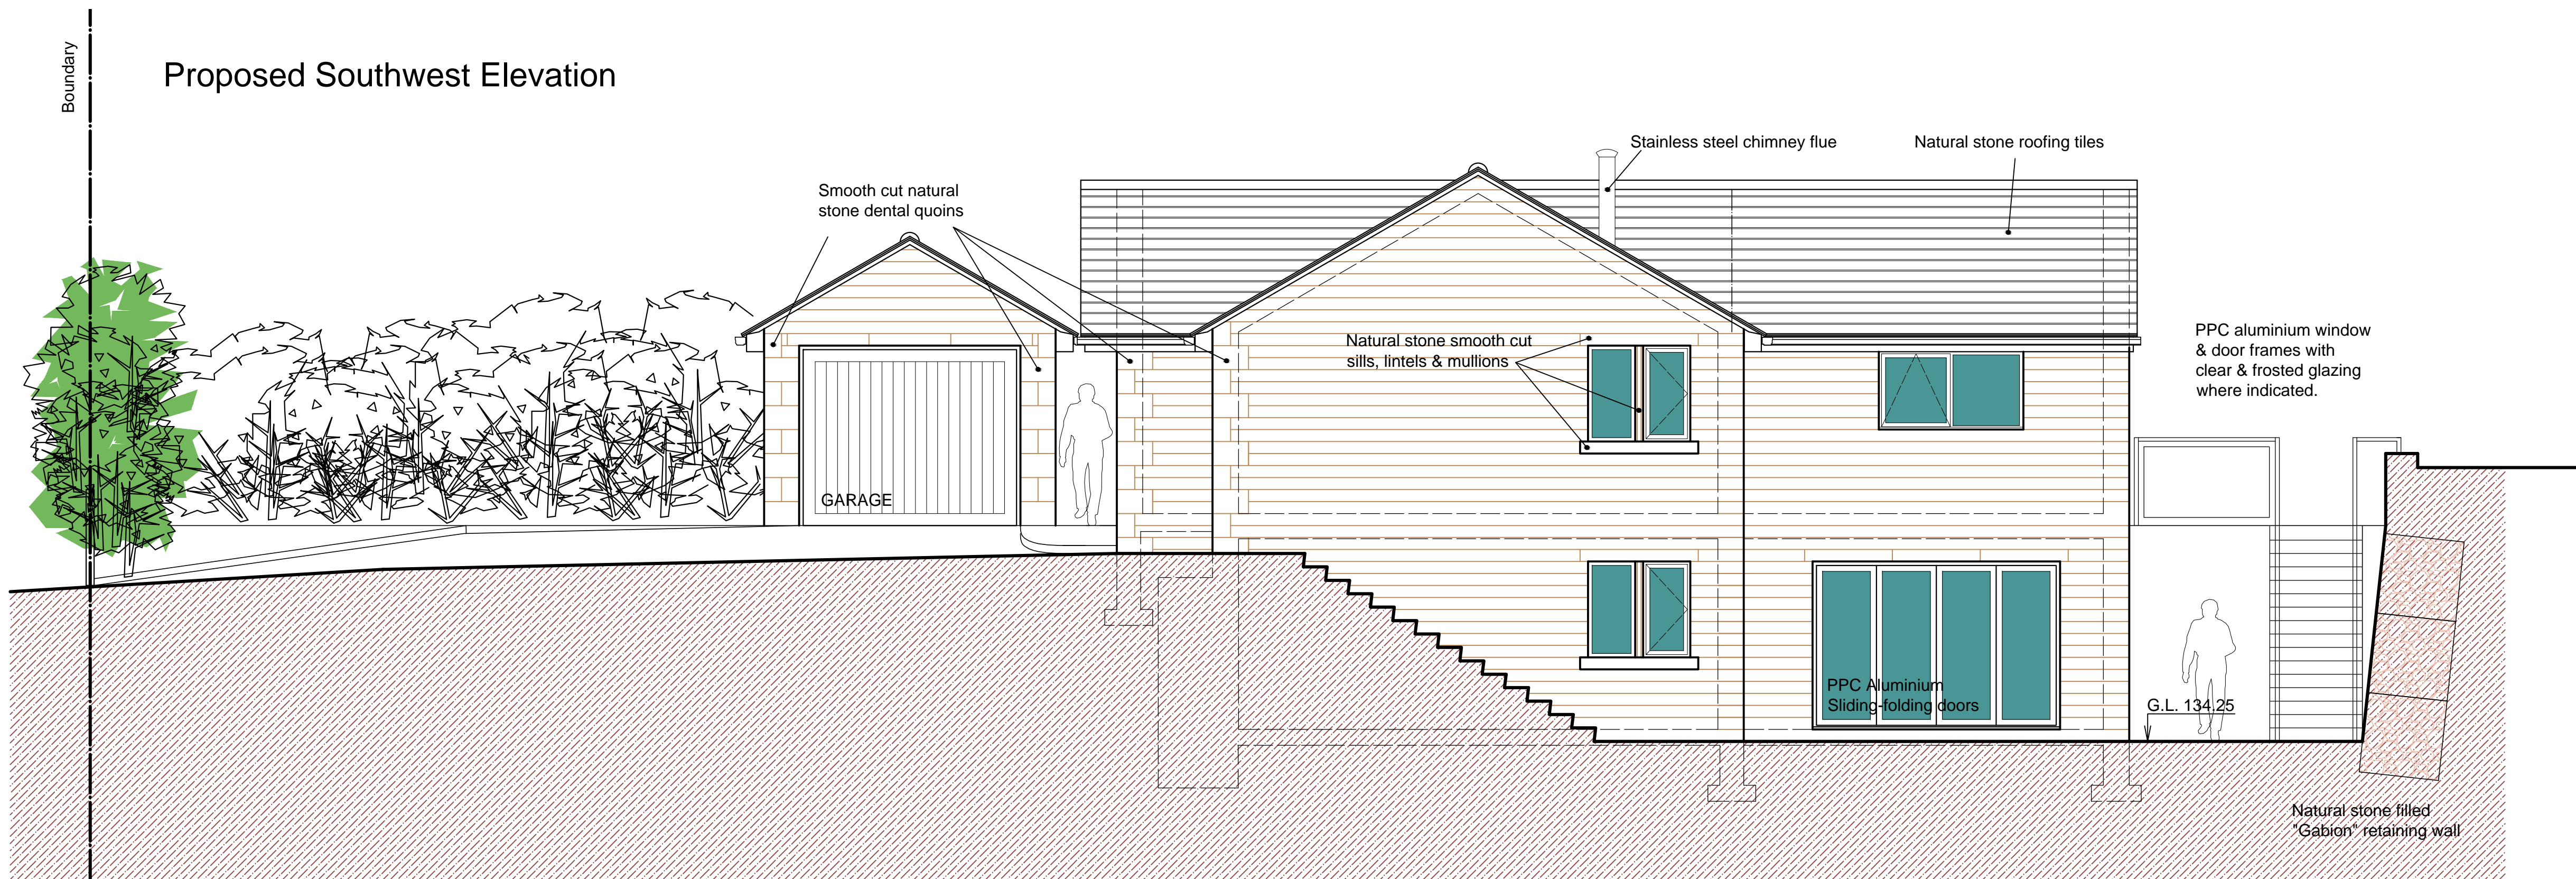 Boundary
Proposed Southwest Elevation
Stainless steel chimney flue
Natural stone roofing tiles
Smooth cut natural
stone dental quoins
Natural stone smooth cut
sills, lintels & mullions
PPC aluminium window
& door frames with
clear & frosted glazing
where indicated.
GARAGE
PPC Aluminium
Sliding-folding doors
G.L. 134.25
Natural stone filled
"Gabion" retaining wall